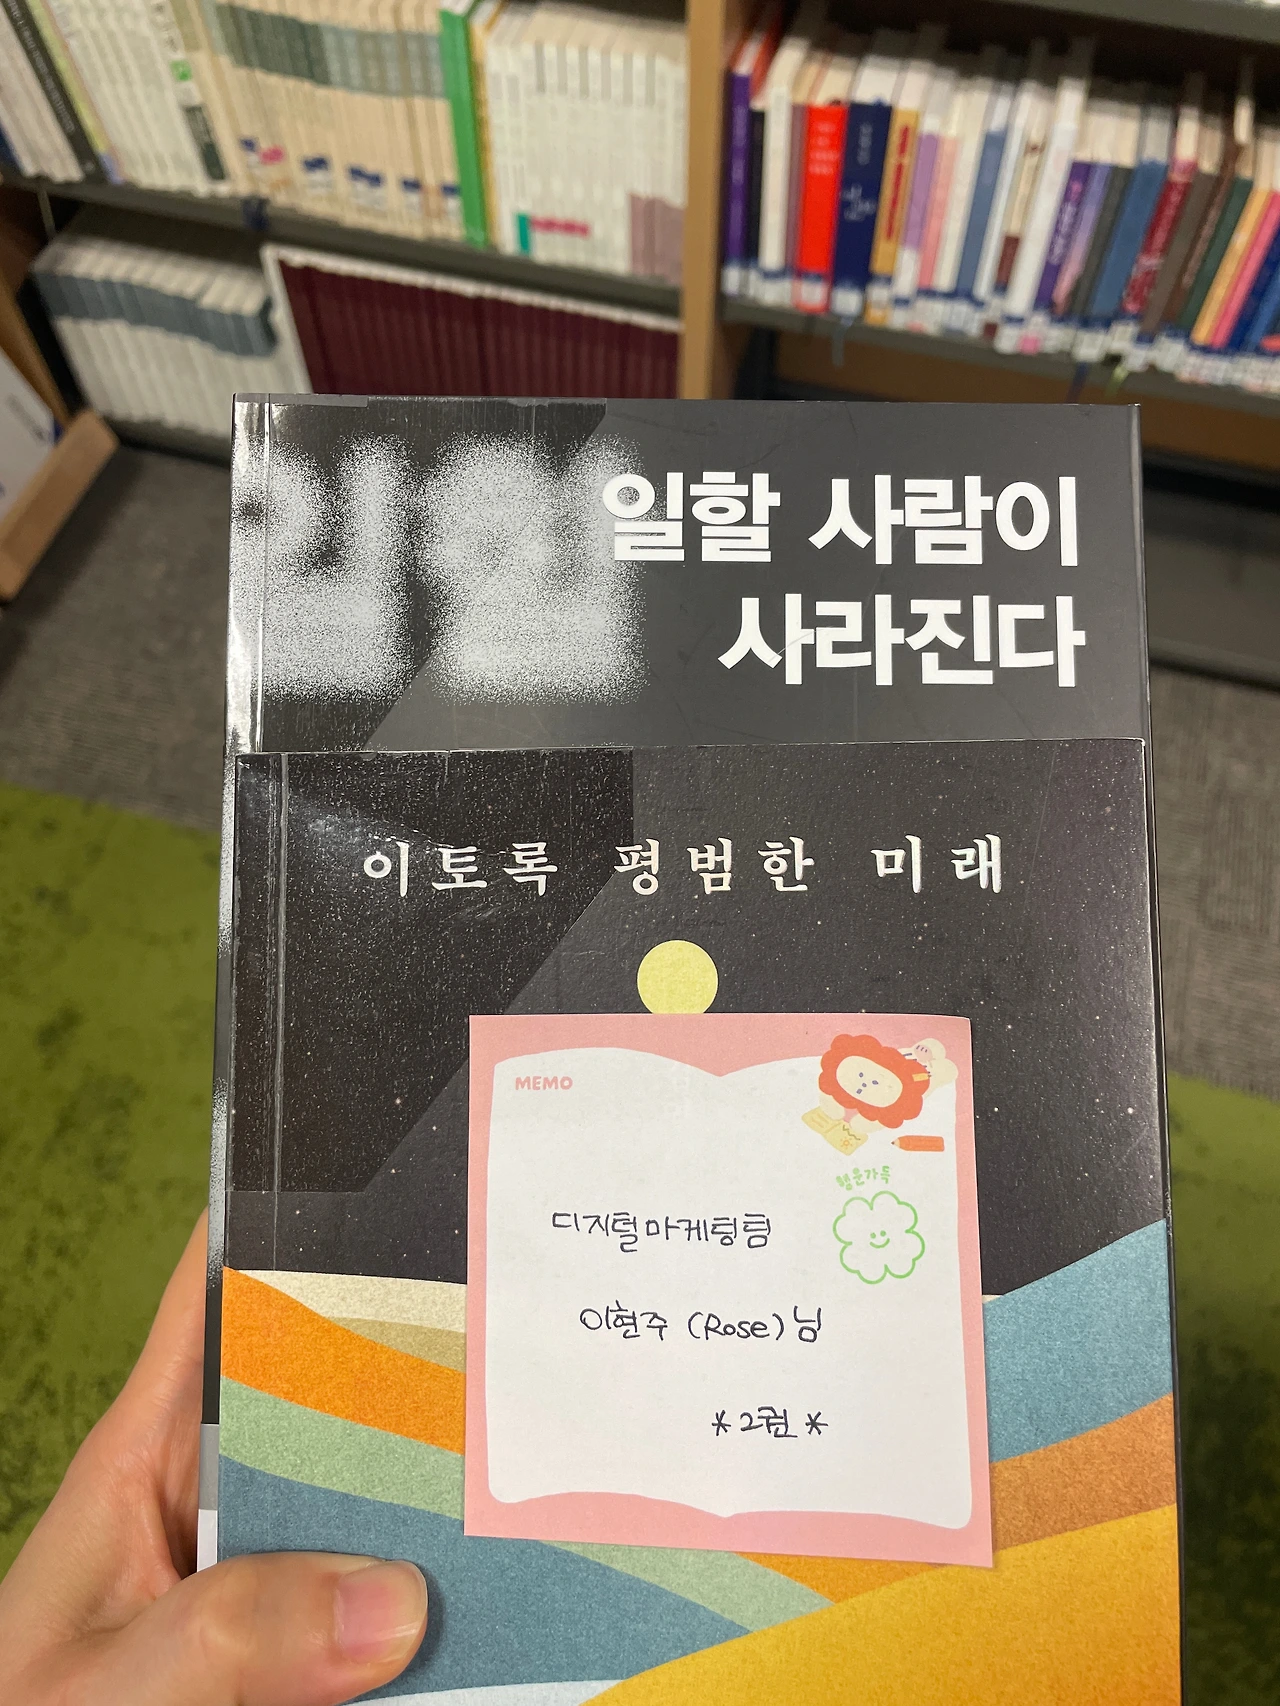 일할 사람이
사라진다
이토록 평범한 미래
MEMO
행운가득
디지털마케팅팀
이현주 (Rose)님
*2권*